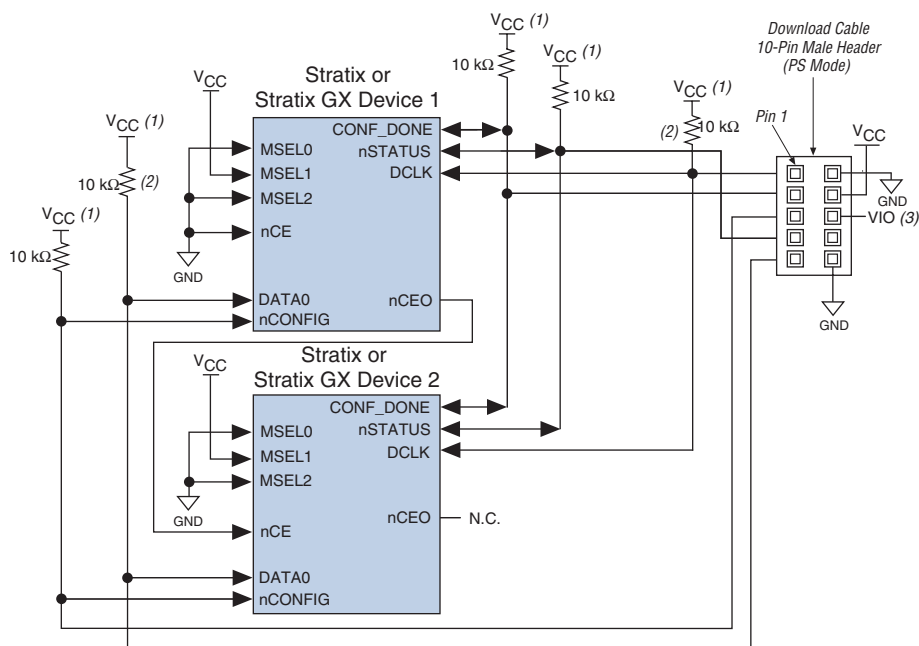 VCC (1)
10 kΩ
VCC (1)
10 kΩ
Download Cable
10-Pin Male Header
(PS Mode)
VCC
Stratix or
Stratix GX Device 1
VCC (1)
(2)
10 kΩ
Pin 1
VCC
VCC (1)
10 kΩ
(2)
VCC (1)
10 kΩ
MSEL0
MSEL1
MSEL2
nCE
GND
DATA0
nCONFIG
CONF_DONE
nSTATUS
DCLK
nCEO
GND
VIO (3)
GND
Stratix or
Stratix GX Device 2
VCC
MSEL0
MSEL1
MSEL2
GND
nCE
DATA0
nCONFIG
CONF_DONE
nSTATUS
DCLK
nCEO
N.C.